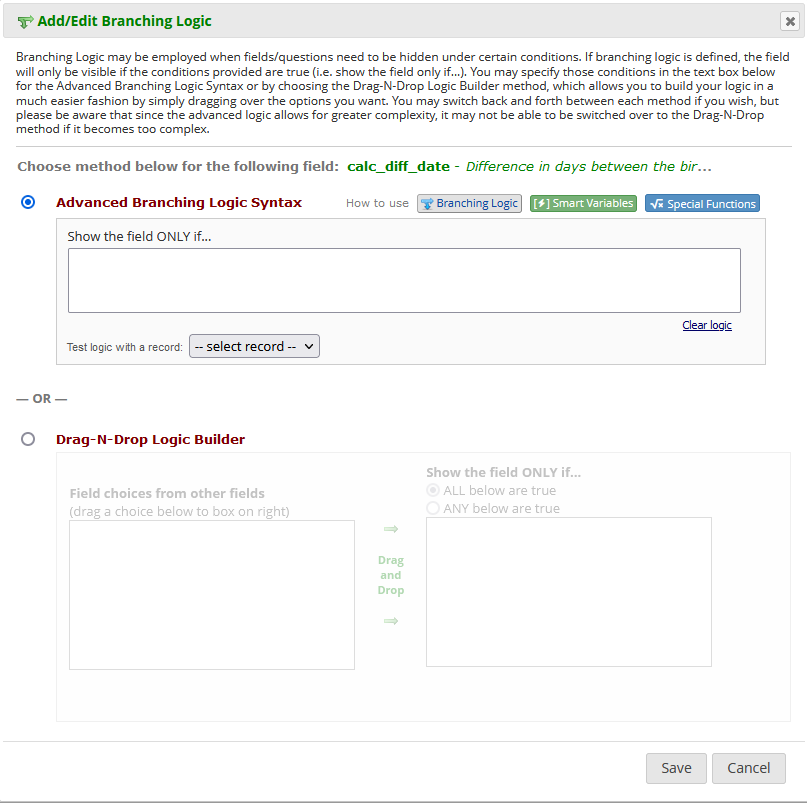 Add/Edit Branching Logic
Branching Logic may be employed when fields/questions need to be hidden under certain conditions. If branching logic is defined, the field
will only be visible if the conditions provided are true (i.e. show the field only if...). You may specify those conditions in the text box below
for the Advanced Branching Logic Syntax or by choosing the Drag-N-Drop Logic Builder method, which allows you to build your logic in a
much easier fashion by simply dragging over the options you want. You may switch back and forth between each method if you wish, but
please be aware that since the advanced logic allows for greater complexity, it may not be able to be switched over to the Drag-N-Drop
method if it becomes too complex.
Choose method below for the following field: calc_diff_date - Difference in days between the bir...
Advanced Branching Logic Syntax How to use Branching Logic [⚡] Smart Variables √x Special Functions
Show the field ONLY if...
Clear logic
Test logic with a record: -- select record --
— OR —
Drag-N-Drop Logic Builder
Show the field ONLY if...
Field choices from other fields
ALL below are true
(drag a choice below to box on right)
ANY below are true
⇒
Drag
and
Drop
⇒
Save Cancel